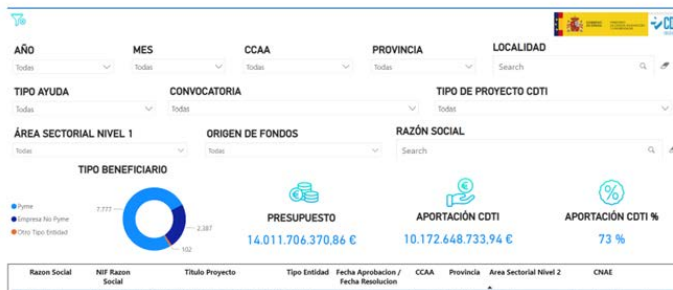 AÑO MES CCAA PROVINCIA LOCALIDAD
Todas Todas Todas Todas Search
TIPO AYUDA CONVOCATORIA TIPO DE PROYECTO CDTI
Todas Todas Todas
ÁREA SECTORIAL NIVEL 1 ORIGEN DE FONDOS RAZÓN SOCIAL
Todas Todas Search
TIPO BENEFICIARIO
Pyme
Empresa No Pyme
Otro Tipo Entidad
7.777
2.387
102
PRESUPUESTO APORTACIÓN CDTI APORTACIÓN CDTI %
14.011.706.370,86 € 10.172.648.733,94 € 73 %
Razon Social NIF Razon Social Titulo Proyecto Tipo Entidad Fecha Aprobacion / Fecha Resolucion CCAA Provincia Area Sectorial Nivel 2 CNAE